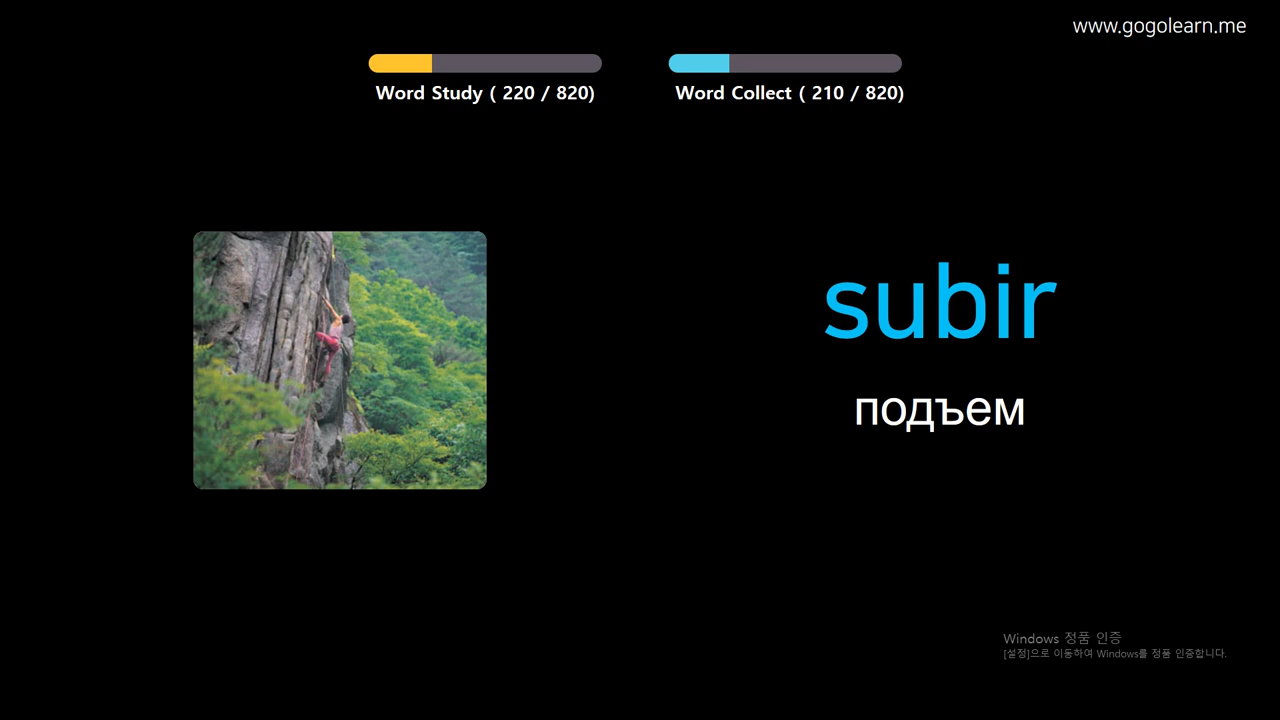 www.gogolearn.me
Word Study ( 220 / 820)
Word Collect ( 210 / 820)
subir
подъем
Windows 정품 인증
[설정]으로 이동하여 Windows를 정품 인증합니다.